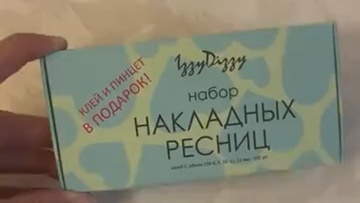 IzzyDizzy
КЛЕЙ И ПИНЦЕТ
В ПОДАРОК!
набор
НАКЛАДНЫХ
РЕСНИЦ